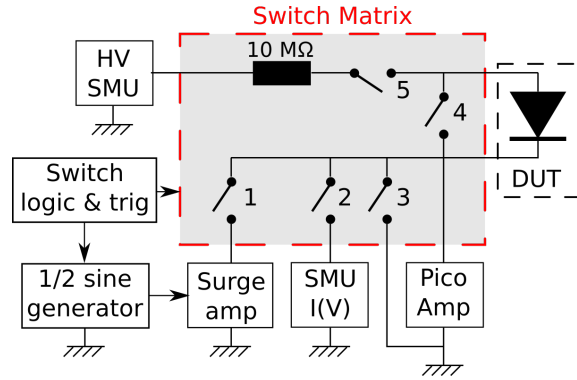 Switch Matrix
HV
SMU
10 MΩ
5
4
DUT
Switch
logic & trig
1
2
3
1/2 sine
generator
Surge
amp
SMU
I(V)
Pico
Amp